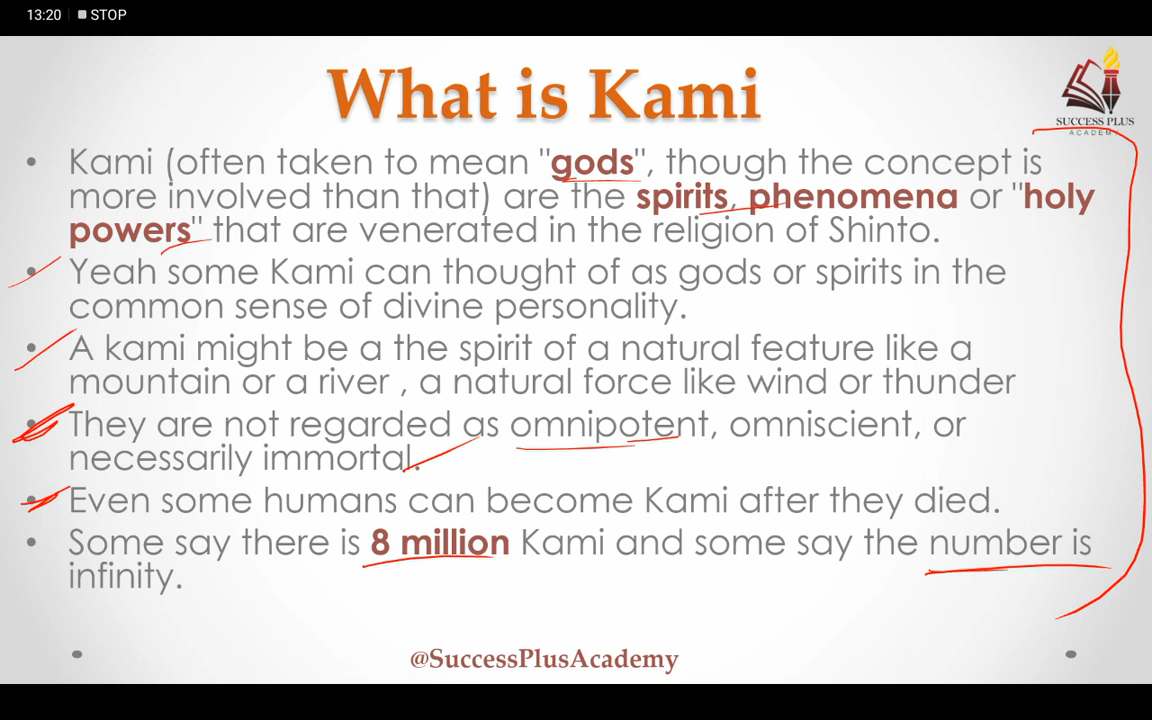 13:20 STOP
What is Kami
SUCCESS PLUS
ACADEMY
• Kami (often taken to mean "gods", though the concept is
more involved than that) are the spirits, phenomena or "holy
powers" that are venerated in the religion of Shinto.
• Yeah some Kami can thought of as gods or spirits in the
common sense of divine personality.
• A kami might be a the spirit of a natural feature like a
mountain or a river , a natural force like wind or thunder
• They are not regarded as omnipotent, omniscient, or
necessarily immortal.
• Even some humans can become Kami after they died.
• Some say there is 8 million Kami and some say the number is
infinity.
@SuccessPlusAcademy